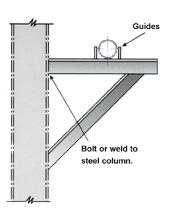 Guides
Bolt or weld to
steel column.